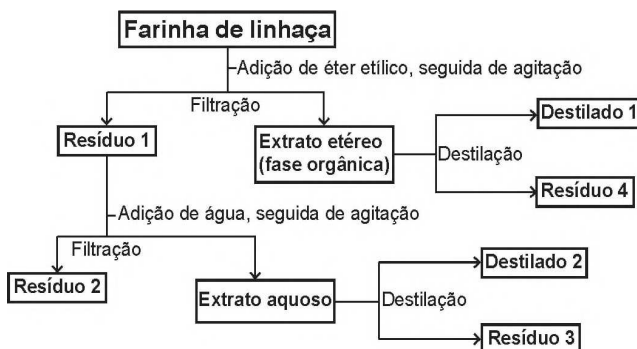 Farinha de linhaça
Adição de éter etílico, seguida de agitação
Filtração
Resíduo 1
Extrato etéreo
(fase orgânica)
Destilação
Destilado 1
Resíduo 4
Adição de água, seguida de agitação
Filtração
Resíduo 2
Extrato aquoso
Destilação
Destilado 2
Resíduo 3